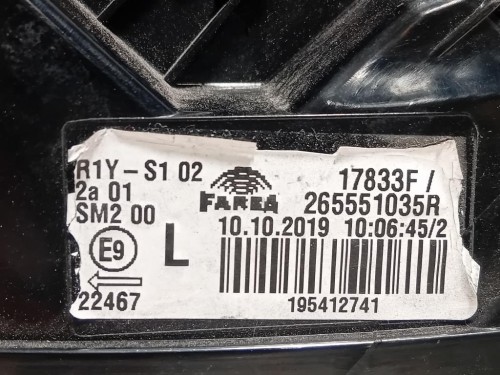 R1Y-S1 02
2a 01
SM2 00
E9
22467
L
FARBA
17833F/
265551035R
10.10.2019 10:06:45/2
195412741